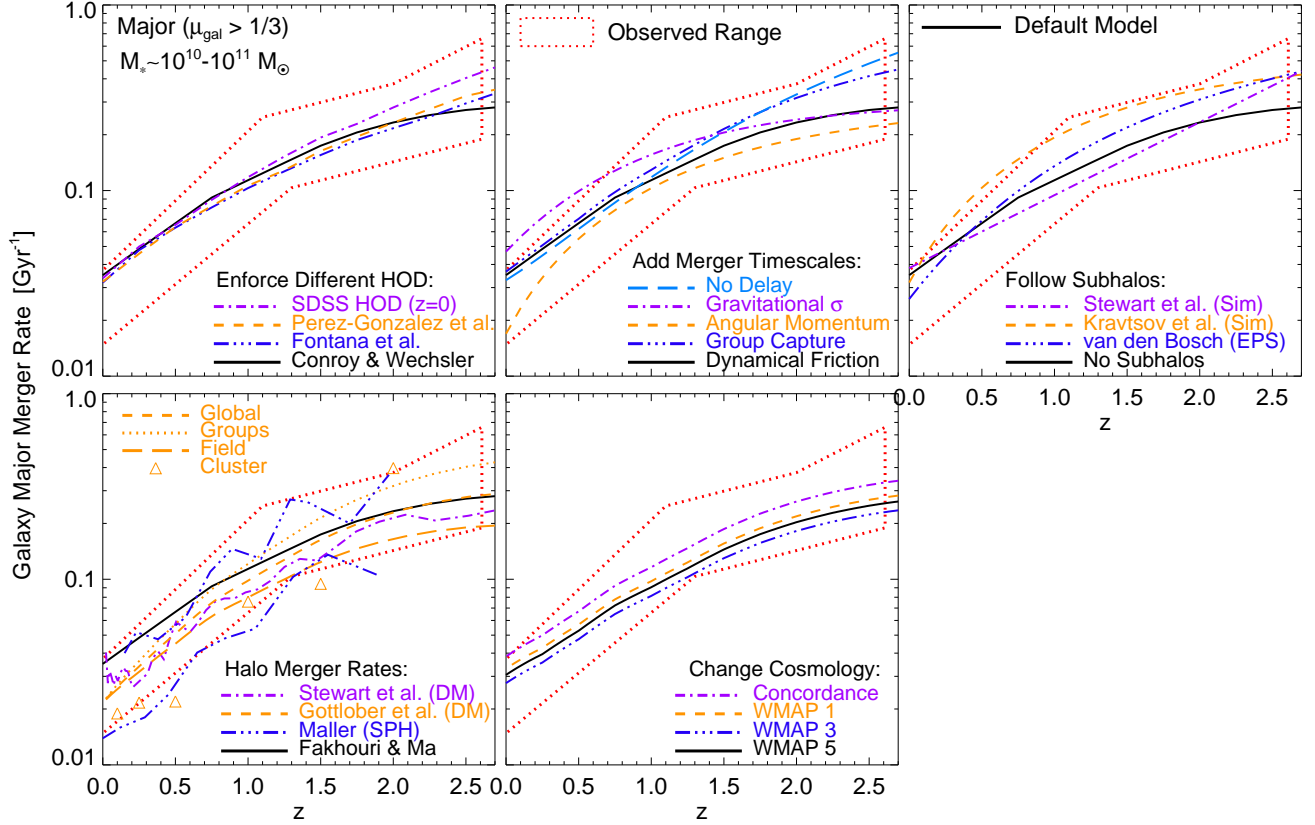 Galaxy Major Merger Rate [Gyr⁻¹]
1.0
0.1
0.01
Major (μgal > 1/3)
M*~10¹⁰-10¹¹ M⊙
Enforce Different HOD:
SDSS HOD (z=0)
Perez-Gonzalez et al.
Fontana et al.
Conroy & Wechsler
Observed Range
Add Merger Timescales:
No Delay
Gravitational σ
Angular Momentum
Group Capture
Dynamical Friction
Default Model
Follow Subhalos:
Stewart et al. (Sim)
Kravtsov et al. (Sim)
van den Bosch (EPS)
No Subhalos
0.0 0.5 1.0 1.5 2.0 2.5
z
1.0
0.1
0.01
Global
Groups
Field
Cluster
Halo Merger Rates:
Stewart et al. (DM)
Gottlober et al. (DM)
Maller (SPH)
Fakhouri & Ma
0.0 0.5 1.0 1.5 2.0 2.5
z
Change Cosmology:
Concordance
WMAP 1
WMAP 3
WMAP 5
0.0 0.5 1.0 1.5 2.0 2.5
z